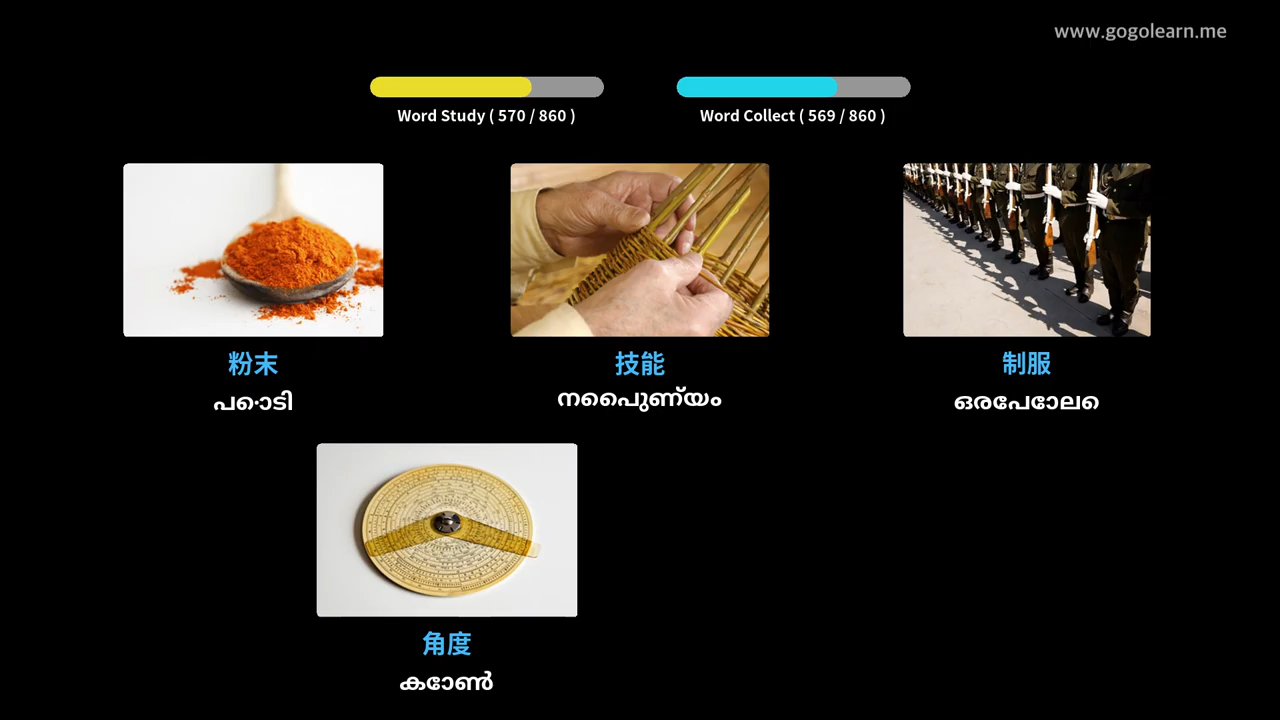 www.gogolearn.me
Word Study ( 570 / 860 )
Word Collect ( 569 / 860 )
粉末
技能
制服
പൊടി
നൈപുണ്യം
ഒരേപോലെ
角度
കോൺ